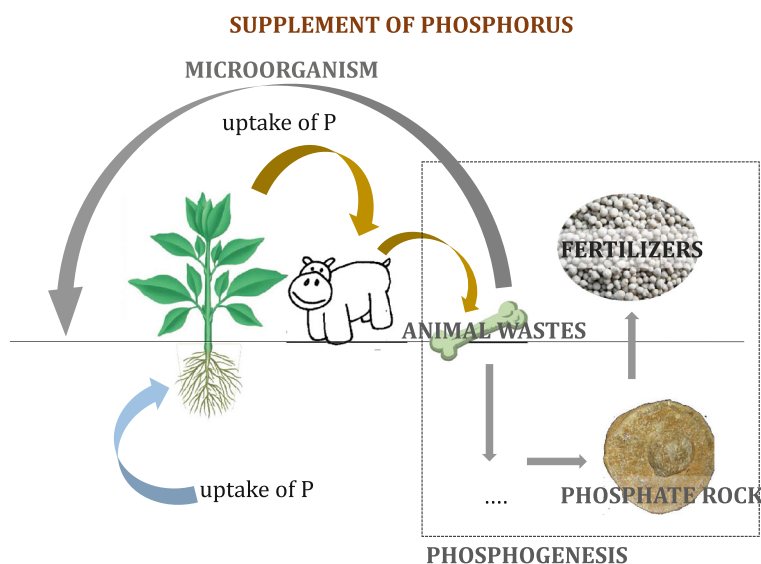 SUPPLEMENT OF PHOSPHORUS
MICROORGANISM
uptake of P
FERTILIZERS
ANIMAL WASTES
uptake of P
....
PHOSPHATE ROCK
PHOSPHOGENESIS